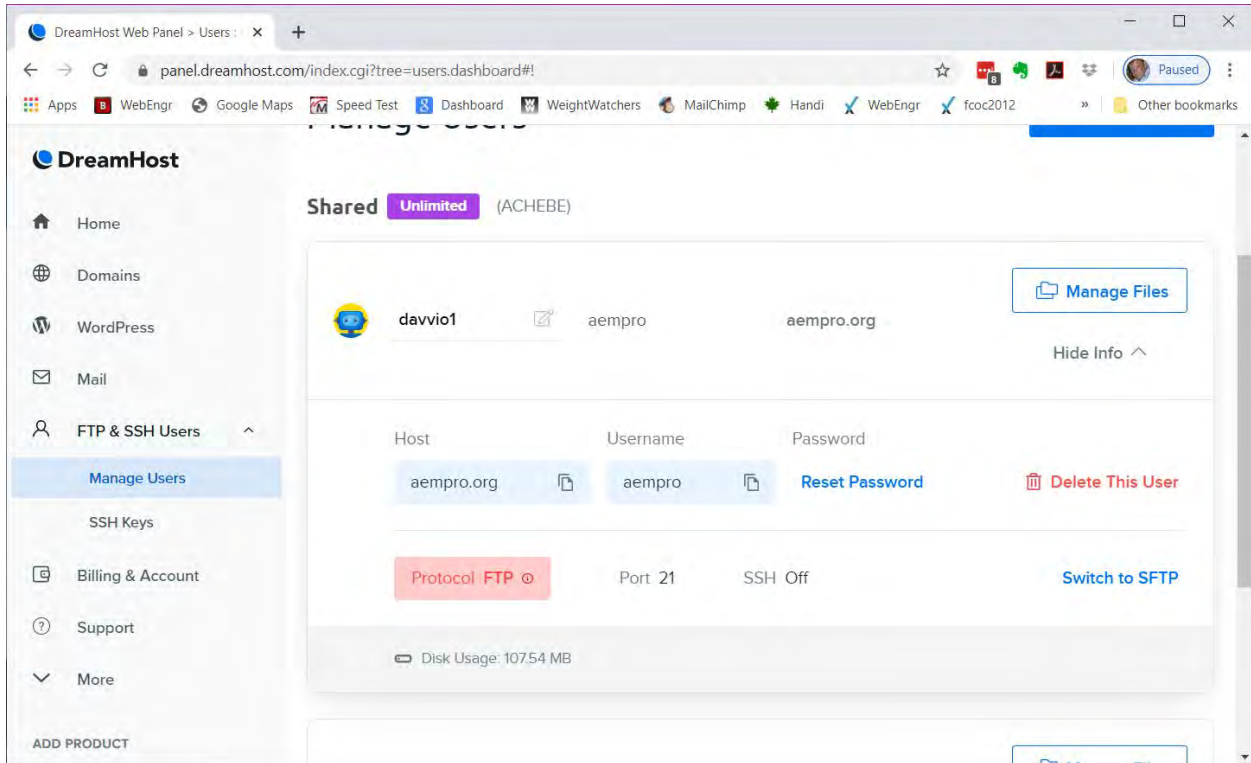 DreamHost Web Panel > Users :
panel.dreamhost.com/index.cgi?tree=users.dashboard#!
8
Paused
Apps
B WebEngr
Google Maps
Speed Test
8 Dashboard
W WeightWatchers
MailChimp
Handi
WebEngr
fcoc2012
»
Other bookmarks
Manage Users
DreamHost
Home
Domains
WordPress
Mail
FTP & SSH Users
Manage Users
SSH Keys
Billing & Account
Support
More
ADD PRODUCT
Shared Unlimited (ACHEBE)
davvio1 aempro aempro.org
Manage Files
Hide Info
Host Username Password
aempro.org aempro Reset Password Delete This User
Protocol FTP Port 21 SSH Off Switch to SFTP
Disk Usage: 107.54 MB